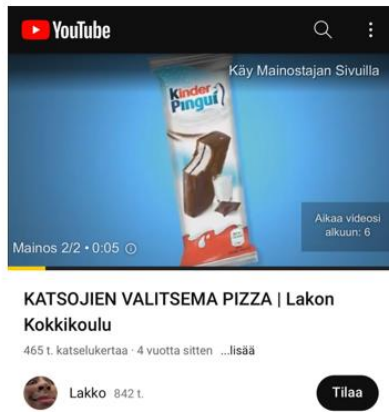 YouTube
Käy Mainostajan Sivuilla
Kinder
Pinguí
Aikaa videosi
alkuun: 6
Mainos 2/2 • 0:05
KATSOJIEN VALITSEMA PIZZA | Lakon
Kokkikoulu
465 t. katselukertaa · 4 vuotta sitten ...lisää
Lakko 842 t.
Tilaa